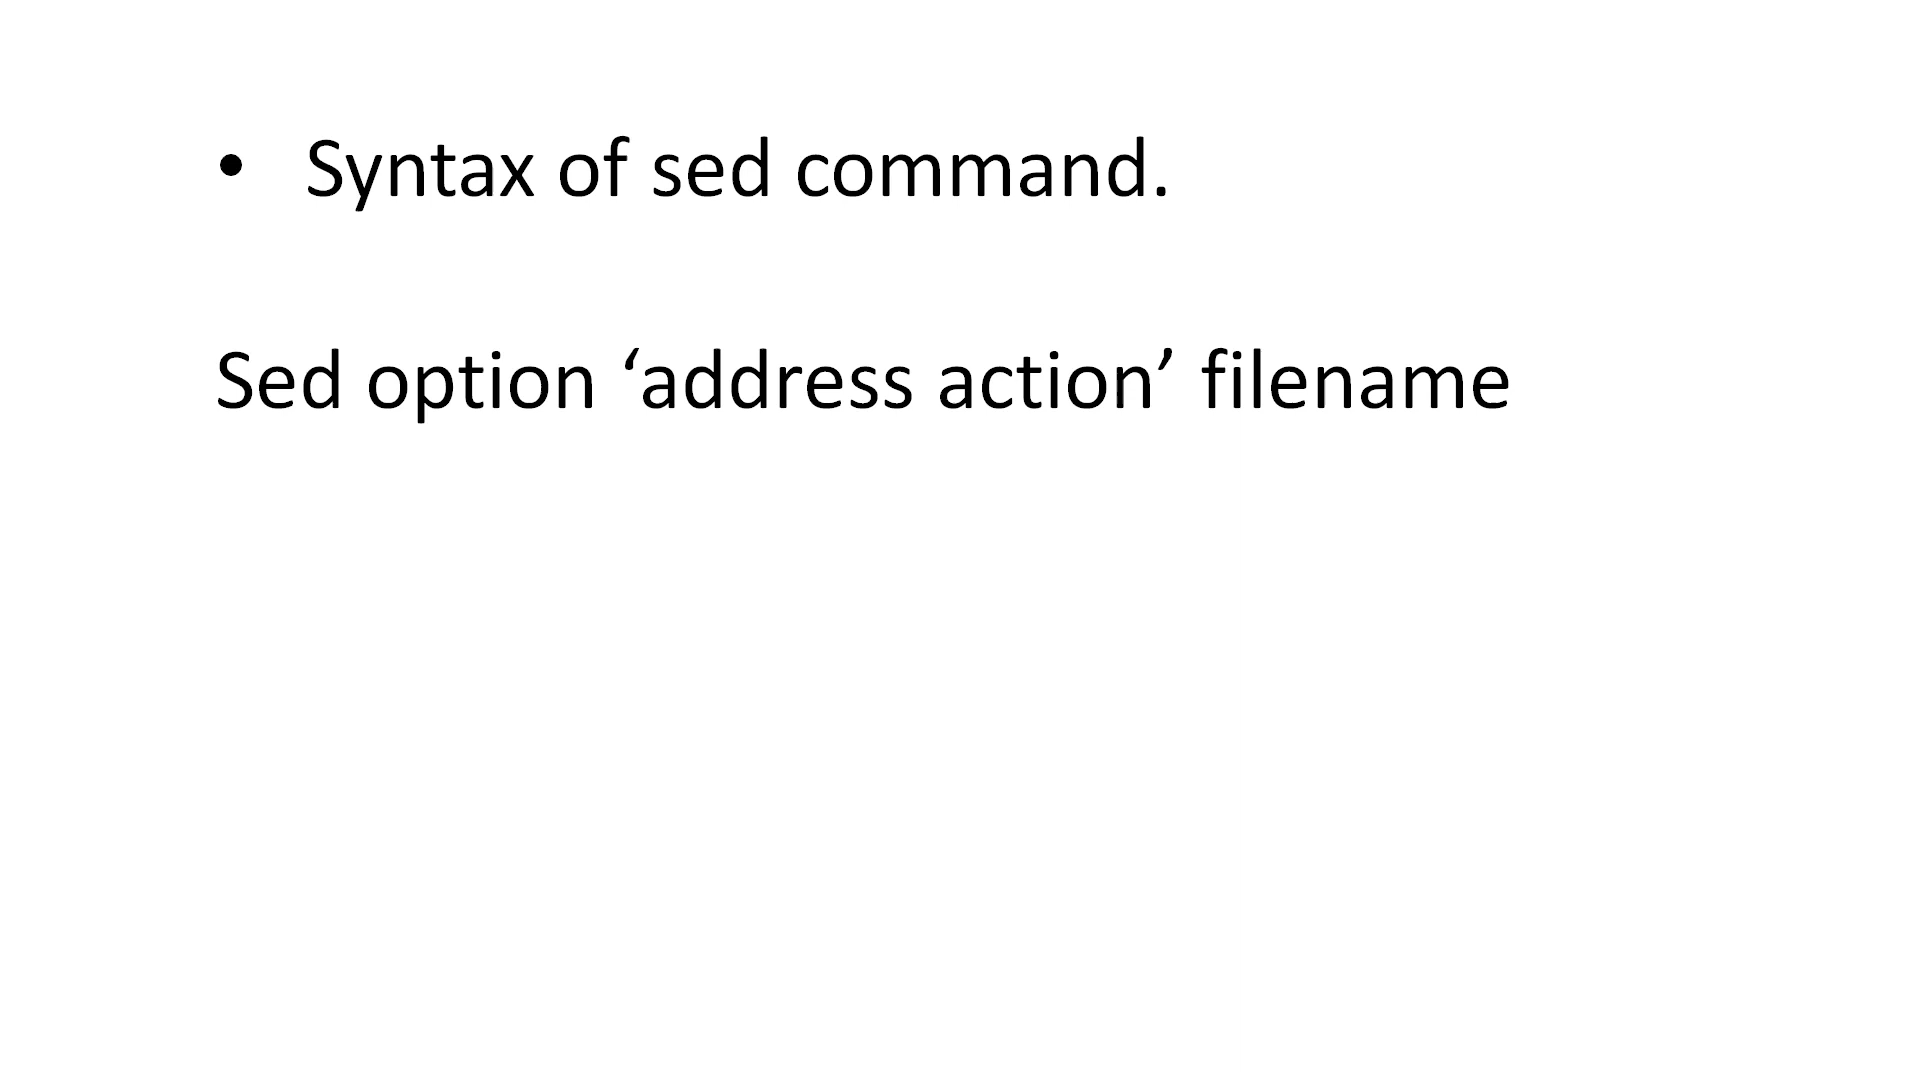 • Syntax of sed command.
Sed option ‘address action’ filename